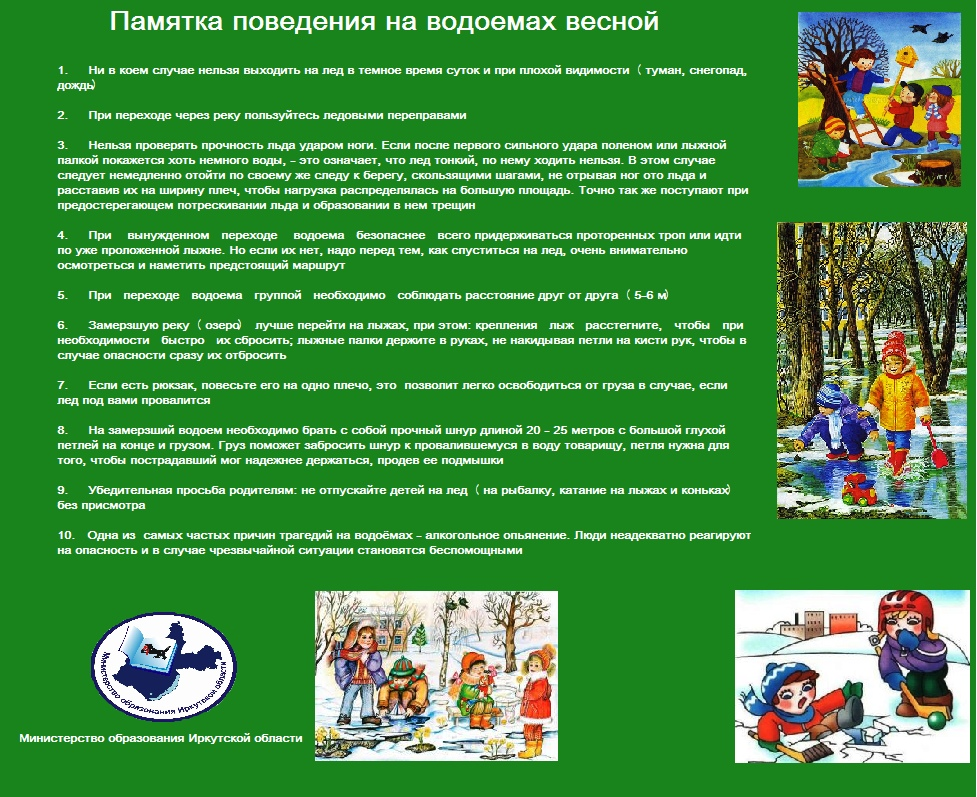 Памятка поведения на водоемах весной
1. Ни в коем случае нельзя выходить на лед в темное время суток и при плохой видимости ( туман, снегопад,
дождь)
2. При переходе через реку пользуйтесь ледовыми переправами
3. Нельзя проверять прочность льда ударом ноги. Если после первого сильного удара поленом или лыжной
палкой покажется хоть немного воды, – это означает, что лед тонкий, по нему ходить нельзя. В этом случае
следует немедленно отойти по своему же следу к берегу, скользящими шагами, не отрывая ног ото льда и
расставив их на ширину плеч, чтобы нагрузка распределялась на большую площадь. Точно так же поступают при
предостерегающем потрескивании льда и образовании в нем трещин
4. При вынужденном переходе водоема безопаснее всего придерживаться проторенных троп или идти
по уже проложенной лыжне. Но если их нет, надо перед тем, как спуститься на лед, очень внимательно
осмотреться и наметить предстоящий маршрут
5. При переходе водоема группой необходимо соблюдать расстояние друг от друга ( 5–6 м)
6. Замерзшую реку ( озеро) лучше перейти на лыжах, при этом: крепления лыж расстегните, чтобы при
необходимости быстро их сбросить; лыжные палки держите в руках, не накидывая петли на кисти рук, чтобы в
случае опасности сразу их отбросить
7. Если есть рюкзак, повесьте его на одно плечо, это позволит легко освободиться от груза в случае, если
лед под вами провалится
8. На замерзший водоем необходимо брать с собой прочный шнур длиной 20 – 25 метров с большой глухой
петлей на конце и грузом. Груз поможет забросить шнур к провалившемуся в воду товарищу, петля нужна для
того, чтобы пострадавший мог надежнее держаться, продев ее подмышки
9. Убедительная просьба родителям: не отпускайте детей на лед ( на рыбалку, катание на лыжах и коньках)
без присмотра
10. Одна из самых частых причин трагедий на водоёмах – алкогольное опьянение. Люди неадекватно реагируют
на опасность и в случае чрезвычайной ситуации становятся беспомощными
Министерство образования Иркутской области
Министерство образования Иркутской области